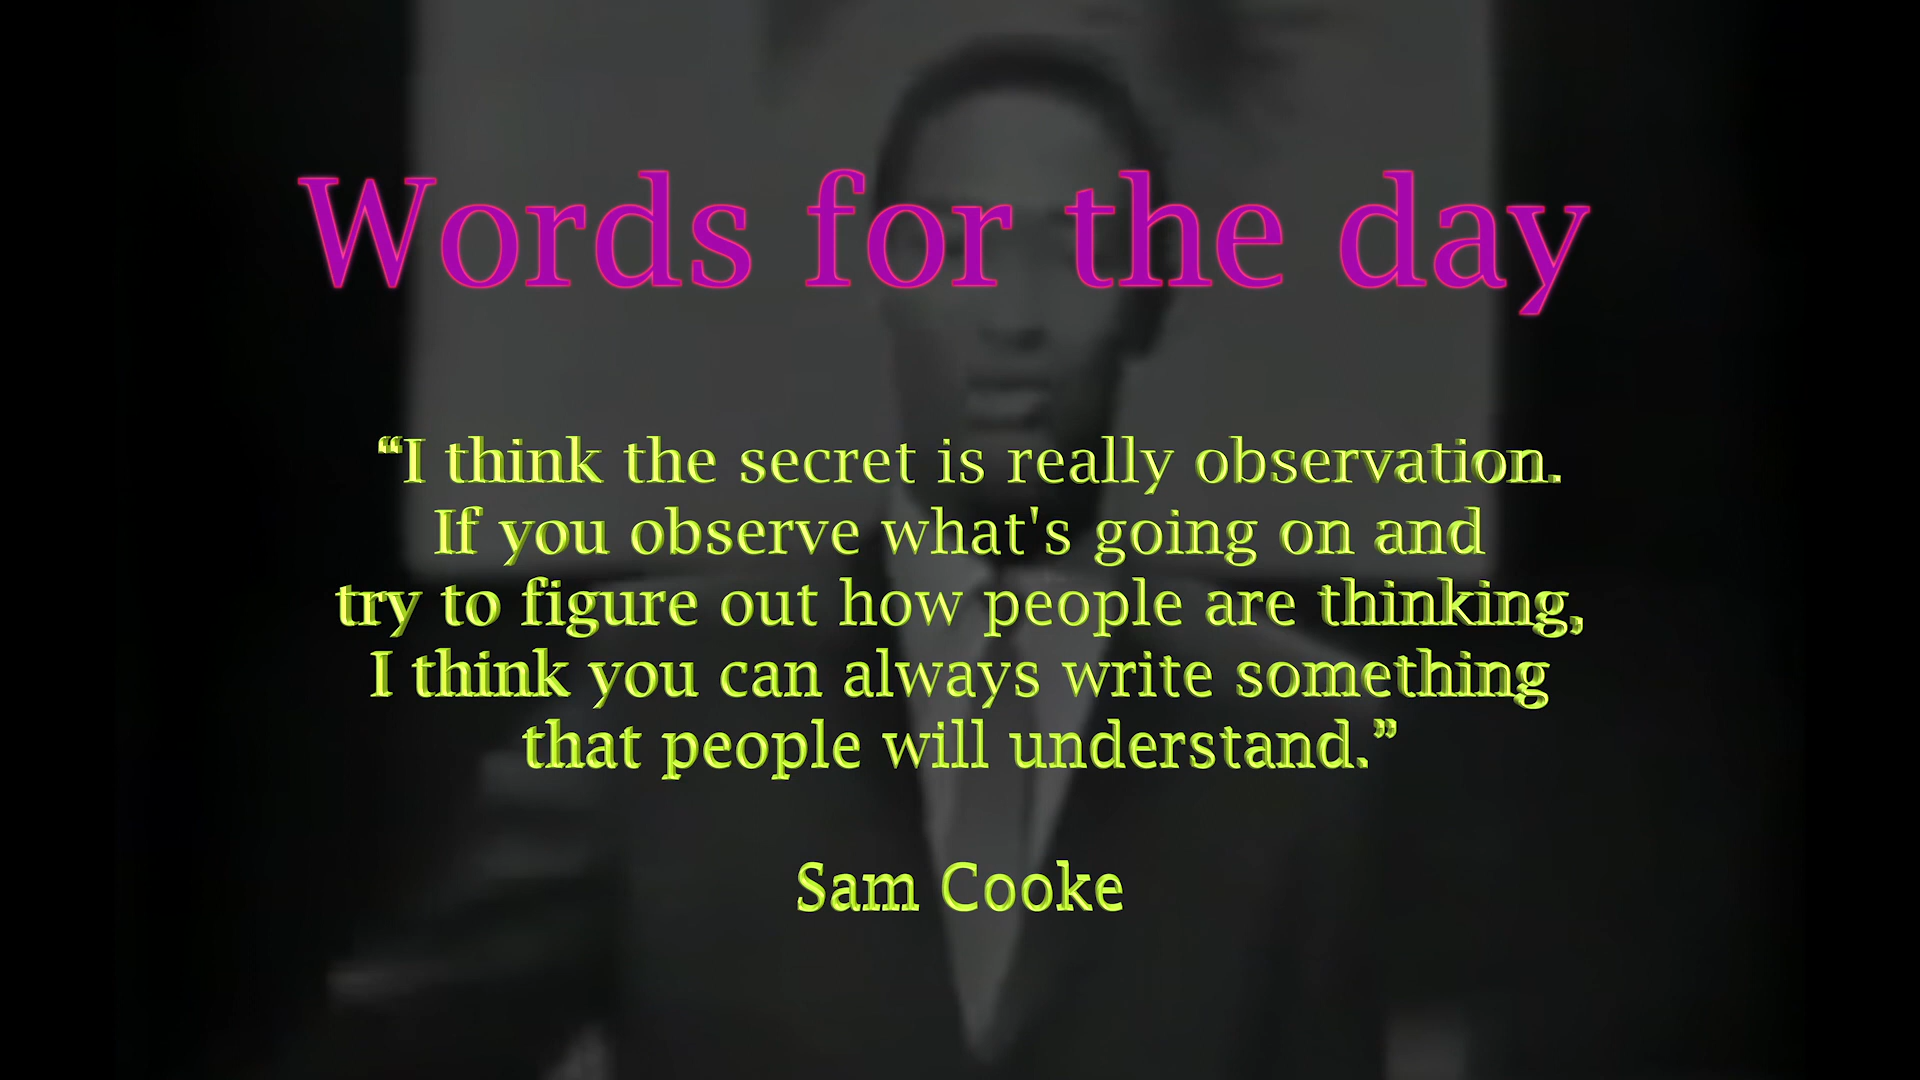 Words for the day
“I think the secret is really observation.
If you observe what's going on and
try to figure out how people are thinking,
I think you can always write something
that people will understand.”
Sam Cooke